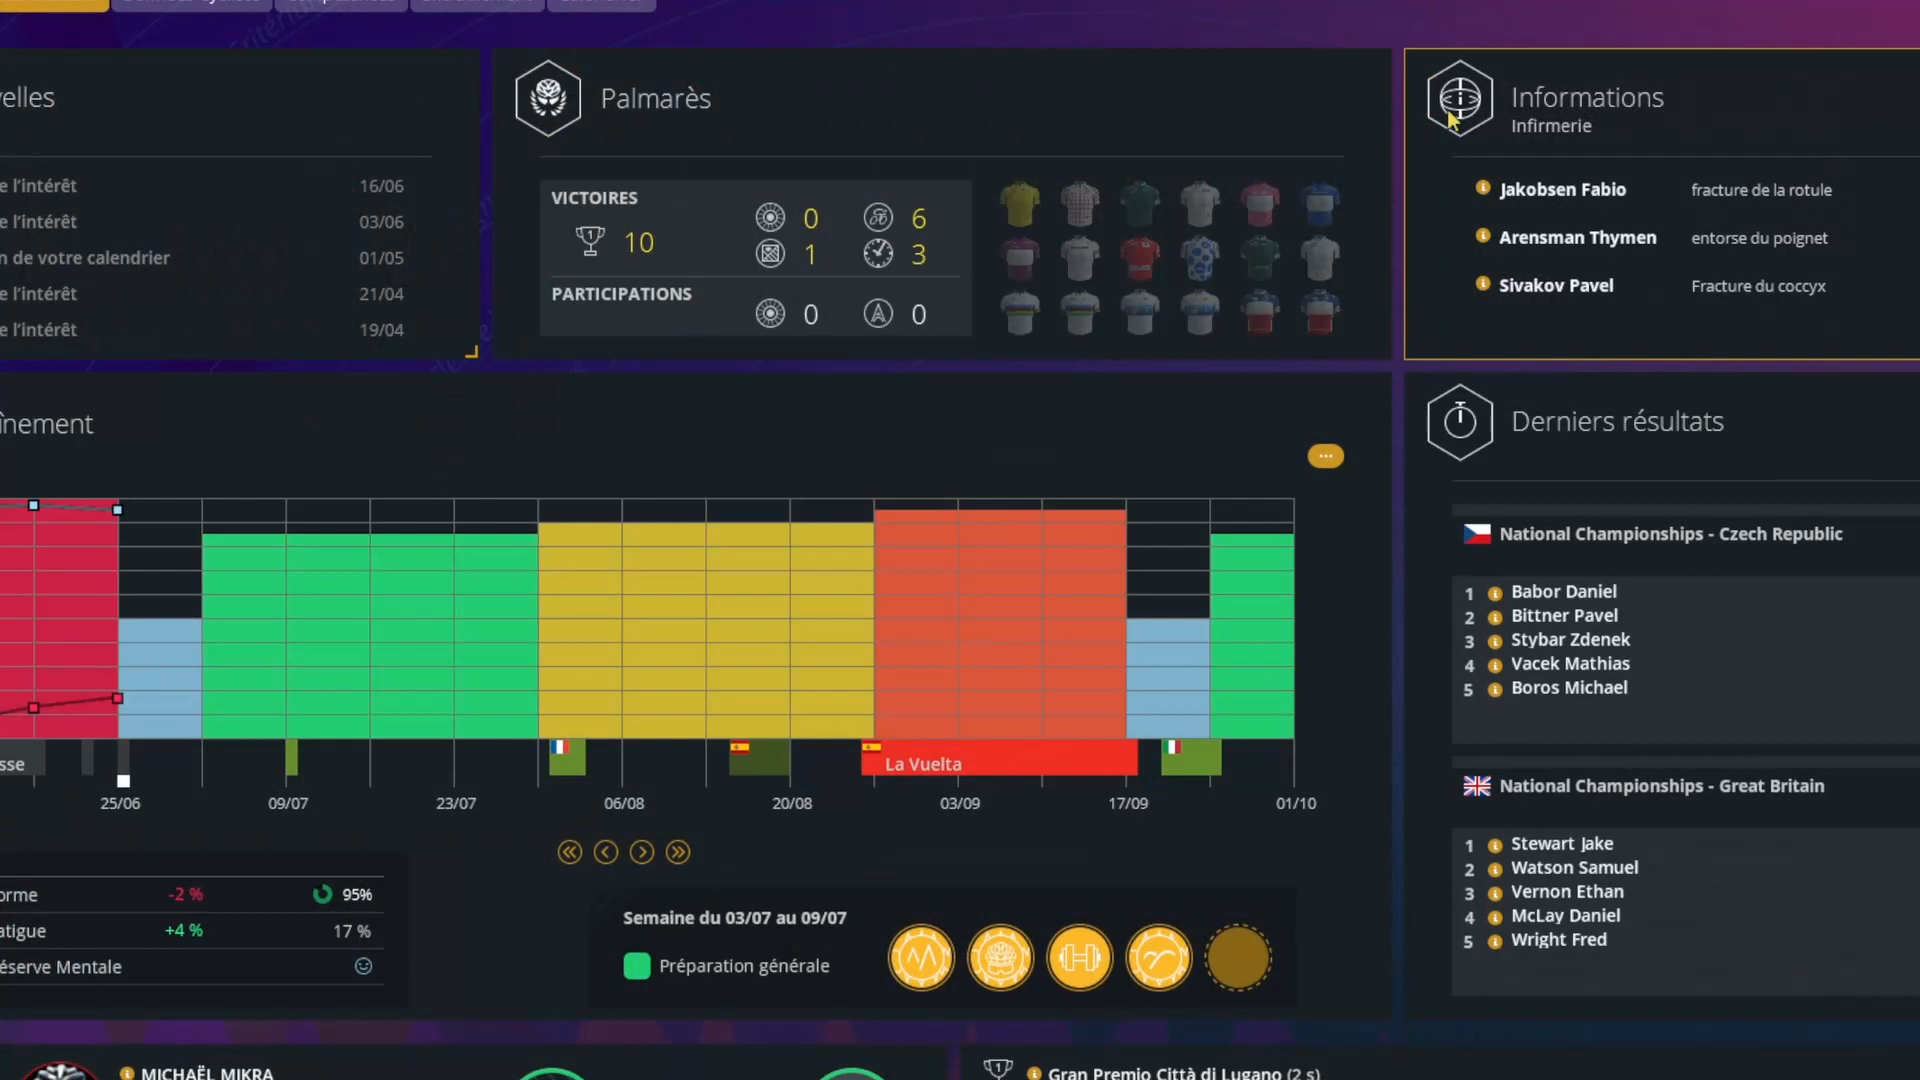 velles
e l'intérêt 16/06
e l'intérêt 03/06
n de votre calendrier 01/05
e l'intérêt 21/04
e l'intérêt 19/04
Palmarès
VICTOIRES
10
0 6
1 3
PARTICIPATIONS
0 0
Informations
Infirmerie
Jakobsen Fabio fracture de la rotule
Arensman Thymen entorse du poignet
Sivakov Pavel Fracture du coccyx
înement
...
sse
La Vuelta
25/06 09/07 23/07 06/08 20/08 03/09 17/09 01/10
orme -2 % 95%
atigue +4 % 17 %
éserve Mentale
Semaine du 03/07 au 09/07
Préparation générale
Derniers résultats
National Championships - Czech Republic
1 Babor Daniel
2 Bittner Pavel
3 Stybar Zdenek
4 Vacek Mathias
5 Boros Michael
National Championships - Great Britain
1 Stewart Jake
2 Watson Samuel
3 Vernon Ethan
4 McLay Daniel
5 Wright Fred
MICHAËL MIKRA
1 Gran Premio Città di Lugano (2 s)